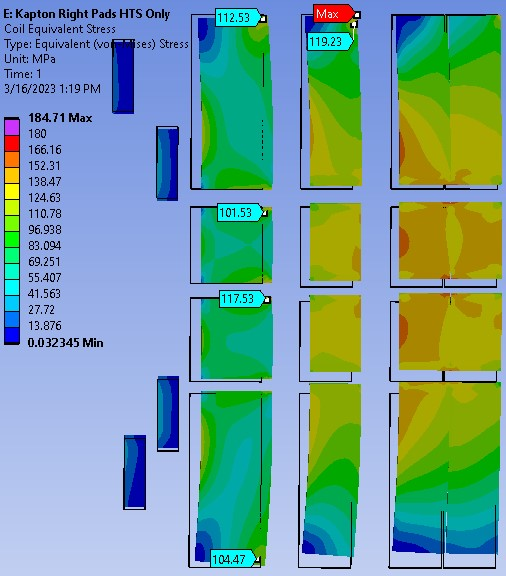 E: Kapton Right Pads HTS Only
Coil Equivalent Stress
Type: Equivalent (von-Mises) Stress
Unit: MPa
Time: 1
3/16/2023 1:19 PM
184.71 Max
180
166.16
152.31
138.47
124.63
110.78
96.938
83.094
69.251
55.407
41.563
27.72
13.876
0.032345 Min
112.53
Max
119.23
101.53
117.53
104.47